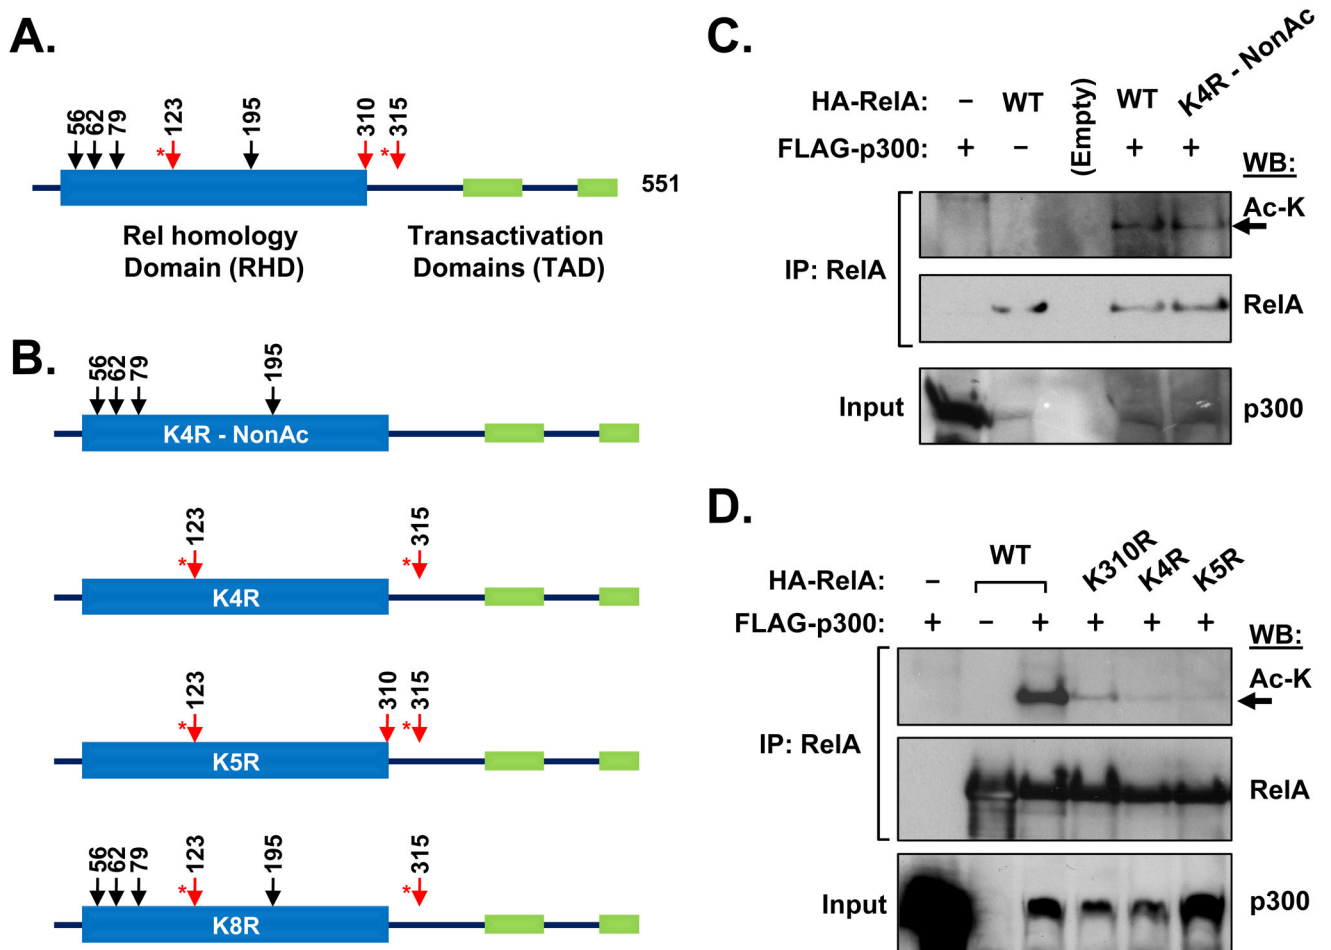 A.
56
62
79
*
123
195
310
*
315
551
Rel homology
Domain (RHD)
Transactivation
Domains (TAD)
B.
56
62
79
195
K4R - NonAc
*
123
*
315
K4R
*
123
310
*
315
K5R
56
62
79
*
123
195
*
315
K8R
C.
HA-RelA: – WT (Empty) WT K4R - NonAc
FLAG-p300: + – + +
WB:
IP: RelA
Ac-K
RelA
Input
p300
D.
HA-RelA: – WT K310R K4R K5R
FLAG-p300: + – + + + +
WB:
IP: RelA
Ac-K
RelA
Input
p300